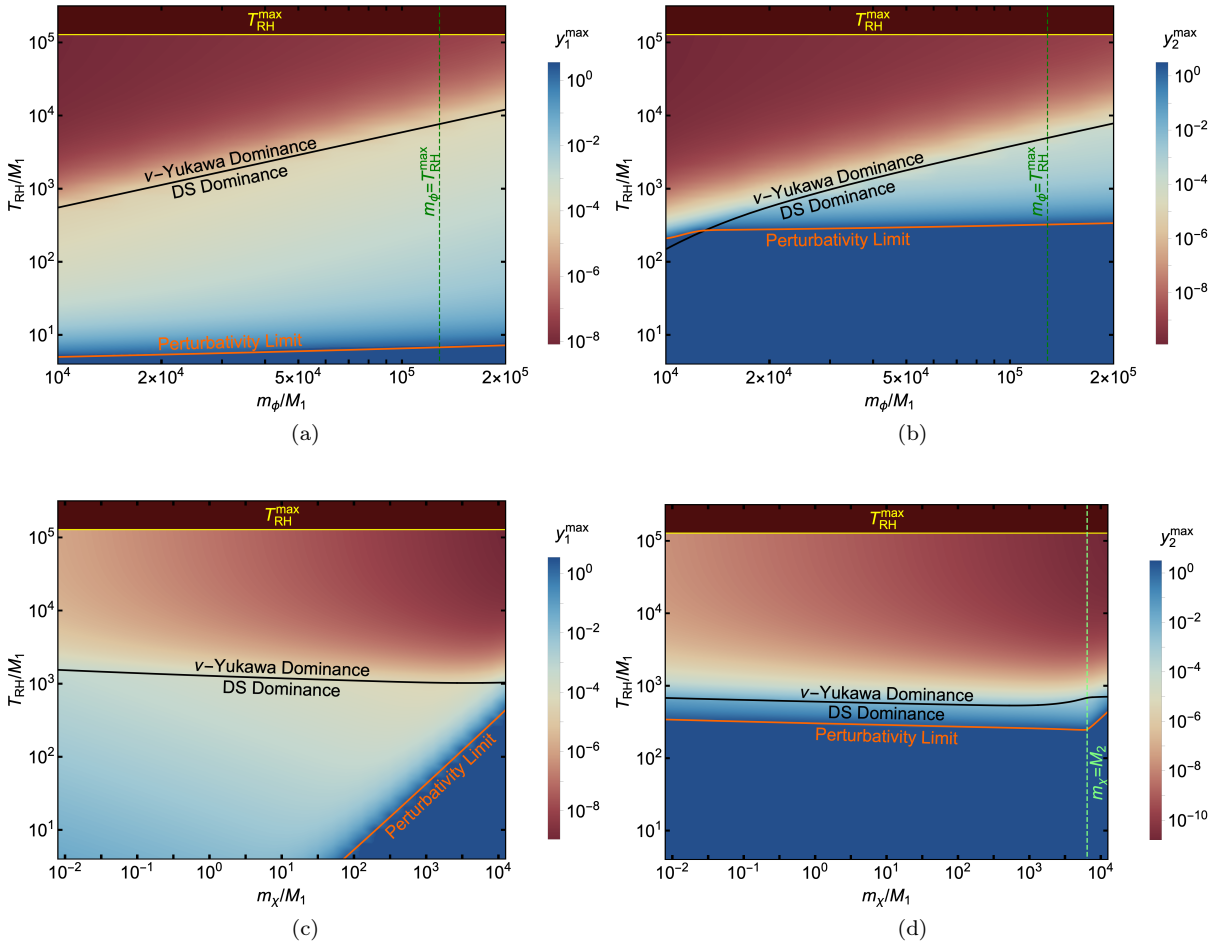 T_RH^max
y_1^max
10^5
10^4
10^3
10^2
10^1
T_RH/M_1
ν−Yukawa Dominance
DS Dominance
m_ϕ=T_RH^max
Perturbativity Limit
10^0
10^−2
10^−4
10^−6
10^−8
10^4
2×10^4
5×10^4
10^5
2×10^5
m_ϕ/M_1
(a)
T_RH^max
y_2^max
10^5
10^4
10^3
10^2
10^1
T_RH/M_1
ν−Yukawa Dominance
DS Dominance
m_ϕ=T_RH^max
Perturbativity Limit
10^0
10^−2
10^−4
10^−6
10^−8
10^4
2×10^4
5×10^4
10^5
2×10^5
m_ϕ/M_1
(b)
T_RH^max
y_1^max
10^5
10^4
10^3
10^2
10^1
T_RH/M_1
ν−Yukawa Dominance
DS Dominance
Perturbativity Limit
10^0
10^−2
10^−4
10^−6
10^−8
10^−2
10^−1
10^0
10^1
10^2
10^3
10^4
m_χ/M_1
(c)
T_RH^max
y_2^max
10^5
10^4
10^3
10^2
10^1
T_RH/M_1
ν−Yukawa Dominance
DS Dominance
Perturbativity Limit
m_χ=M_2
10^0
10^−2
10^−4
10^−6
10^−8
10^−10
10^−2
10^−1
10^0
10^1
10^2
10^3
10^4
m_χ/M_1
(d)